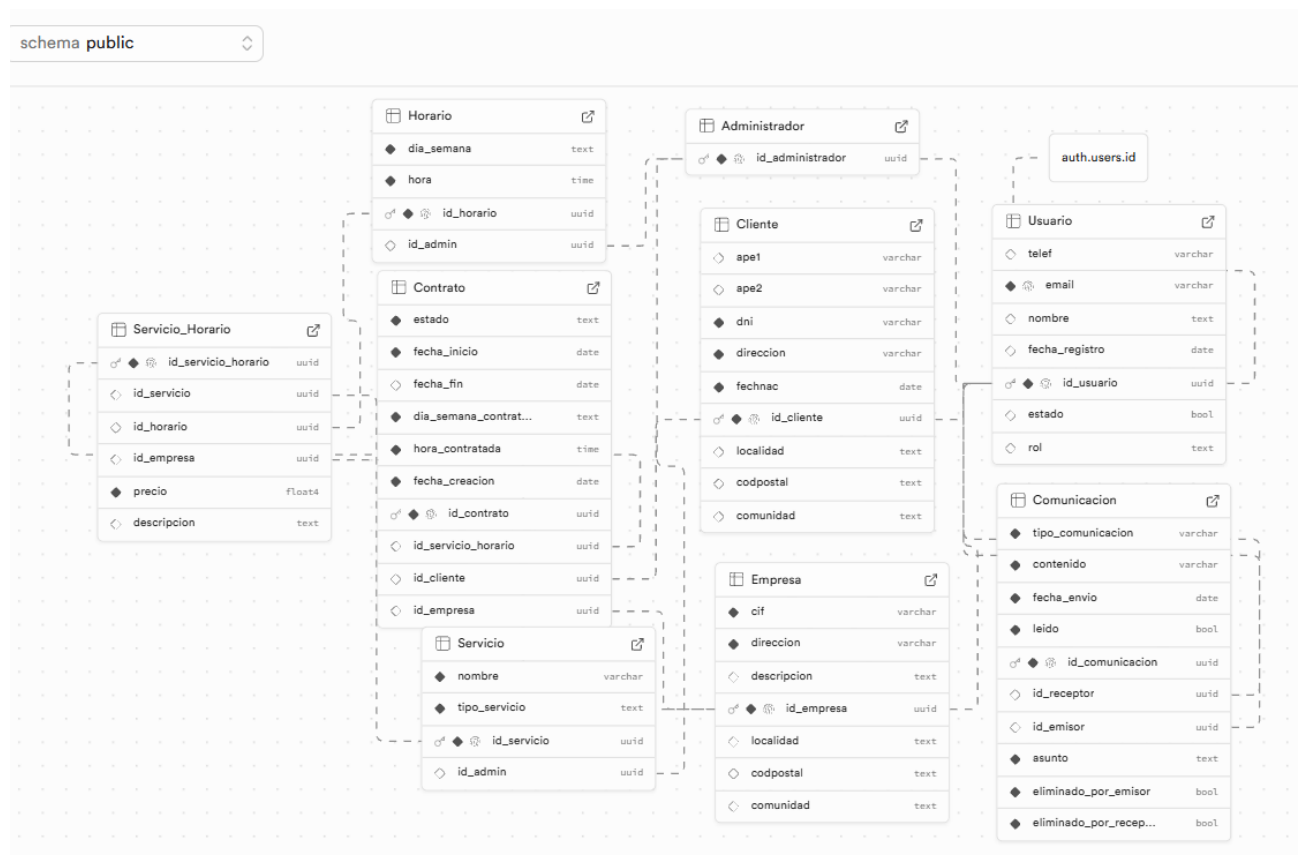 schema public
Horario
dia_semana text
hora time
id_horario uuid
id_admin uuid
Administrador
id_administrador uuid
auth.users.id
Cliente
ape1 varchar
ape2 varchar
dni varchar
direccion varchar
fechnac date
id_cliente uuid
localidad text
codpostal text
comunidad text
Usuario
telef varchar
email varchar
nombre text
fecha_registro date
id_usuario uuid
estado bool
rol text
Contrato
estado text
fecha_inicio date
fecha_fin date
dia_semana_contrat... text
hora_contratada time
fecha_creacion date
id_contrato uuid
id_servicio_horario uuid
id_cliente uuid
id_empresa uuid
Servicio_Horario
id_servicio_horario uuid
id_servicio uuid
id_horario uuid
id_empresa uuid
precio float4
descripcion text
Comunicacion
tipo_comunicacion varchar
contenido varchar
fecha_envio date
leido bool
id_comunicacion uuid
id_receptor uuid
id_emisor uuid
asunto text
eliminado_por_emisor bool
eliminado_por_recep... bool
Empresa
cif varchar
direccion varchar
descripcion text
id_empresa uuid
localidad text
codpostal text
comunidad text
Servicio
nombre varchar
tipo_servicio text
id_servicio uuid
id_admin uuid